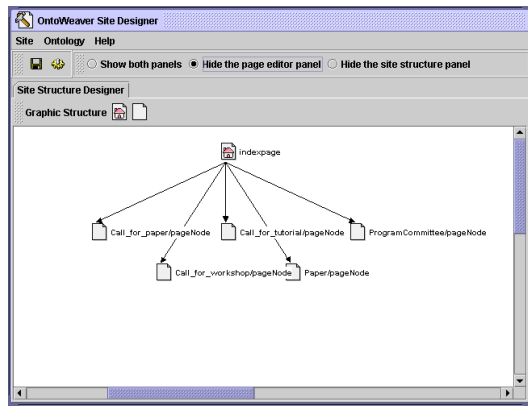 OntoWeaver Site Designer
Site Ontology Help
Show both panels Hide the page editor panel Hide the site structure panel
Site Structure Designer
Graphic Structure
indexpage
Call_for_paper/pageNode Call_for_tutorial/pageNode ProgramCommittee/pageNode
Call_for_workshop/pageNode Paper/pageNode